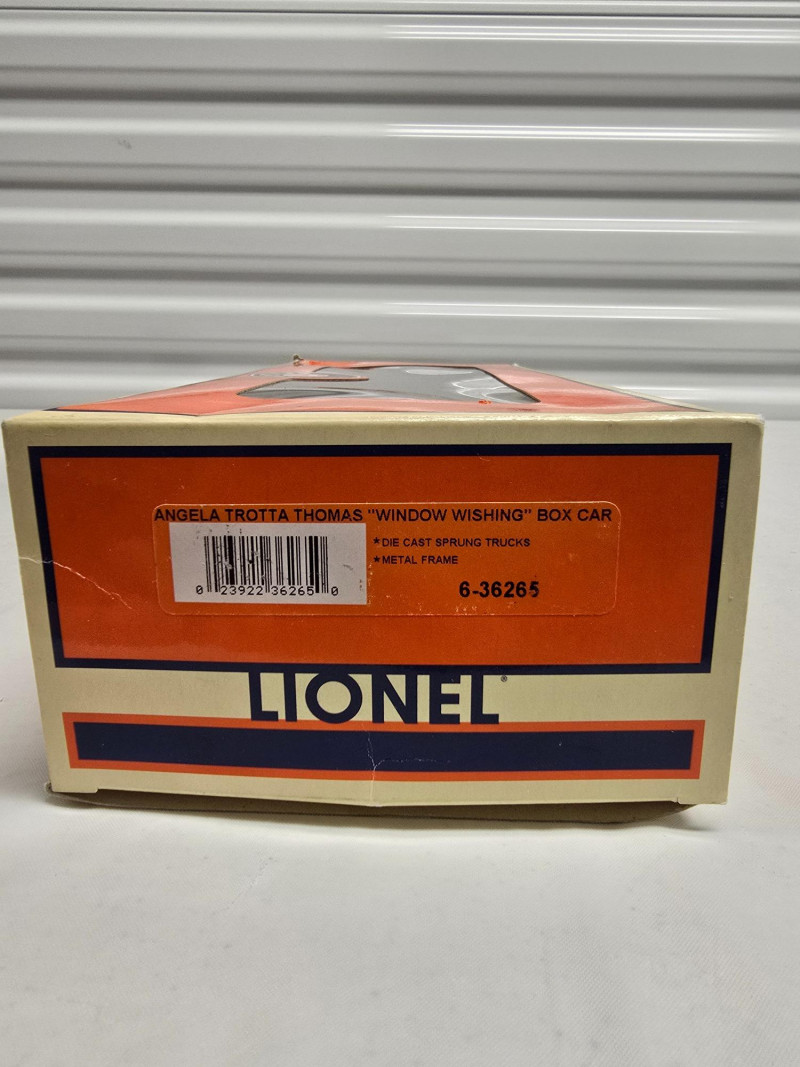 ANGELA TROTTA THOMAS "WINDOW WISHING" BOX CAR
★DIE CAST SPRUNG TRUCKS
★METAL FRAME
0 23922 36265 0
6-36265
LIONEL®